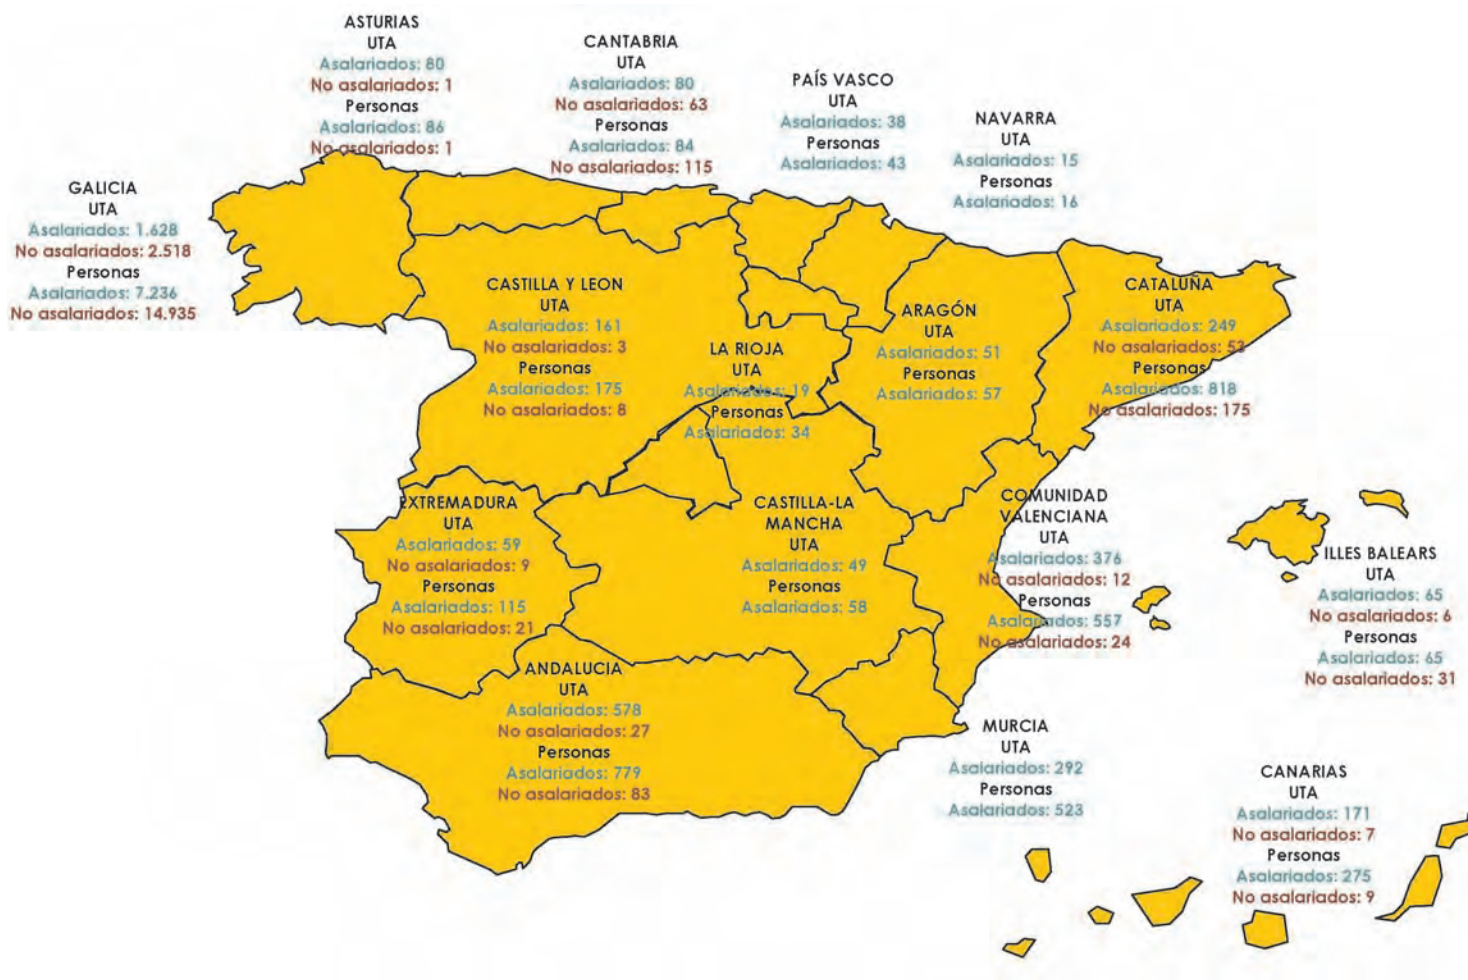 ASTURIAS
UTA
Asalariados: 80
No asalariados: 1
Personas
Asalariados: 86
No asalariados: 1
CANTABRIA
UTA
Asalariados: 80
No asalariados: 63
Personas
Asalariados: 84
No asalariados: 115
PAÍS VASCO
UTA
Asalariados: 38
Personas
Asalariados: 43
NAVARRA
UTA
Asalariados: 15
Personas
Asalariados: 16
GALICIA
UTA
Asalariados: 1.628
No asalariados: 2.518
Personas
Asalariados: 7.236
No asalariados: 14.935
CASTILLA Y LEON
UTA
Asalariados: 161
No asalariados: 3
Personas
Asalariados: 175
No asalariados: 8
LA RIOJA
UTA
Asalariados: 19
Personas
Asalariados: 34
ARAGÓN
UTA
Asalariados: 51
Personas
Asalariados: 57
CATALUÑA
UTA
Asalariados: 249
No asalariados: 53
Personas
Asalariados: 818
No asalariados: 175
EXTREMADURA
UTA
Asalariados: 59
No asalariados: 9
Personas
Asalariados: 115
No asalariados: 21
CASTILLA-LA
MANCHA
UTA
Asalariados: 49
Personas
Asalariados: 58
COMUNIDAD
VALENCIANA
UTA
Asalariados: 376
No asalariados: 12
Personas
Asalariados: 557
No asalariados: 24
ILLES BALEARS
UTA
Asalariados: 65
No asalariados: 6
Personas
Asalariados: 65
No asalariados: 31
ANDALUCIA
UTA
Asalariados: 578
No asalariados: 27
Personas
Asalariados: 779
No asalariados: 83
MURCIA
UTA
Asalariados: 292
Personas
Asalariados: 523
CANARIAS
UTA
Asalariados: 171
No asalariados: 7
Personas
Asalariados: 275
No asalariados: 9